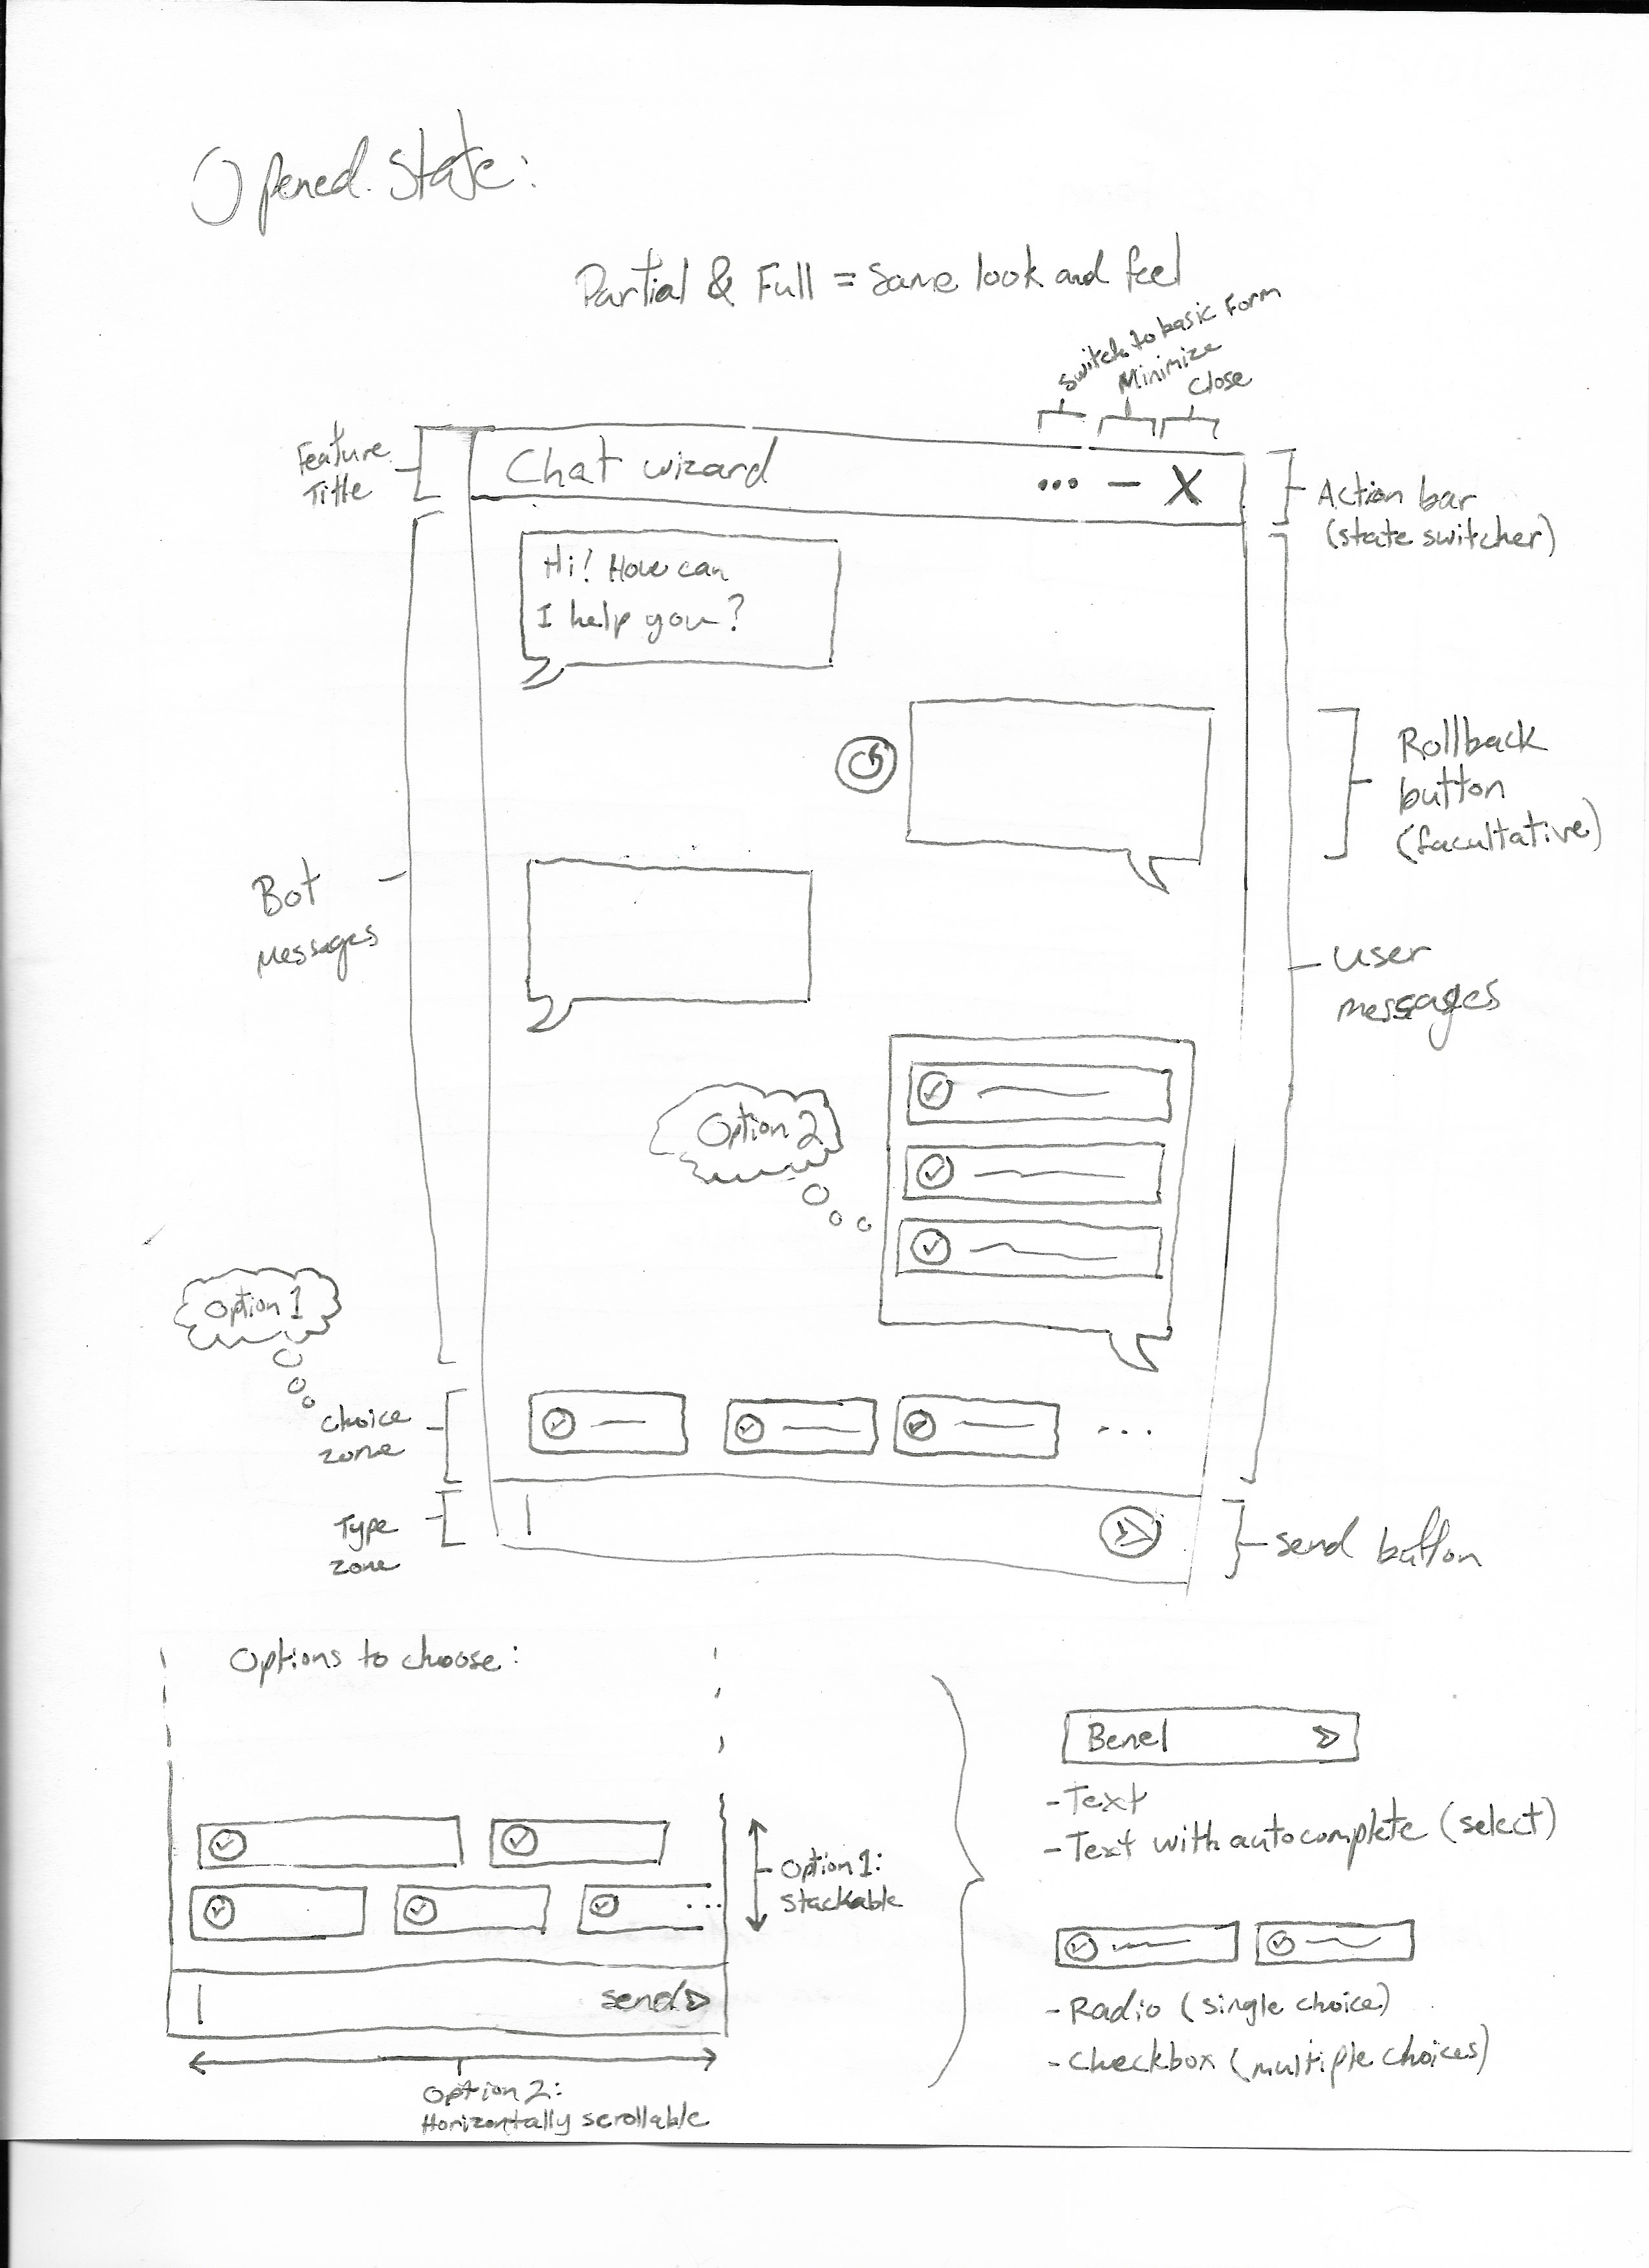 Opened State:
Partial & Full = Same look and feel
switch to basic form
Minimize
Close
Feature
Title
Chat wizard
... — X
Action bar
(state switcher)
Hi! How can
I help you?
Rollback
button
(facultative)
Bot
messages
User
messages
Option 2
Option 1
Choice
zone
...
Type
zone
send button
Options to choose:
Option 1:
Stackable
...
send
Option 2:
Horizontally scrollable
Benel
- Text
- Text with autocomplete (select)
- Radio (single choice)
- Checkbox (multiple choices)